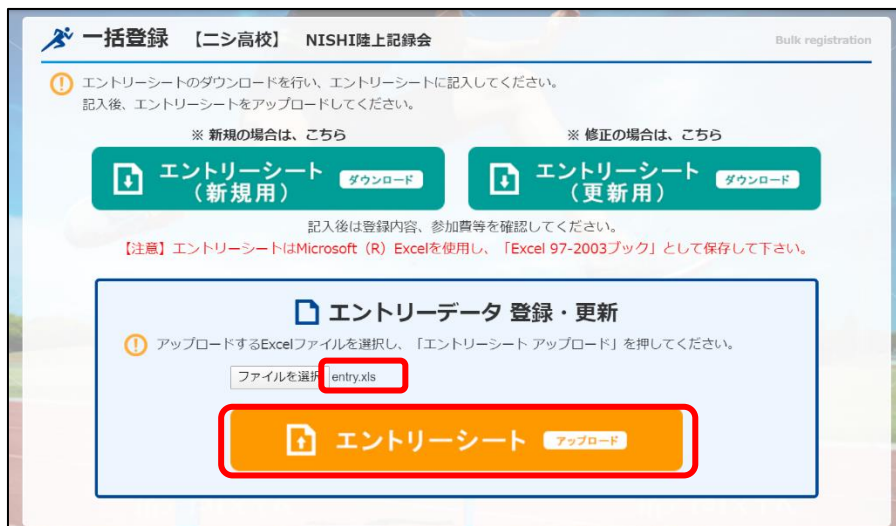 一括登録 【ニシ高校】 NISHI陸上記録会
Bulk registration
エントリーシートのダウンロードを行い、エントリーシートに記入してください。
記入後、エントリーシートをアップロードしてください。
※ 新規の場合は、こちら
※ 修正の場合は、こちら
エントリーシート
(新規用)
ダウンロード
エントリーシート
(更新用)
ダウンロード
記入後は登録内容、参加費等を確認してください。
【注意】エントリーシートはMicrosoft(R)Excelを使用し、「Excel 97-2003ブック」として保存して下さい。
エントリーデータ 登録・更新
アップロードするExcelファイルを選択し、「エントリーシート アップロード」を押してください。
ファイルを選択 entry.xls
エントリーシート アップロード